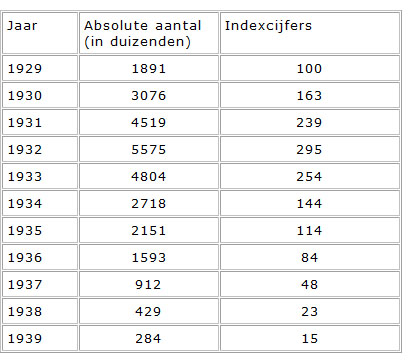 Jaar Absolute aantal Indexcijfers
(in duizenden)
1929 1891 100
1930 3076 163
1931 4519 239
1932 5575 295
1933 4804 254
1934 2718 144
1935 2151 114
1936 1593 84
1937 912 48
1938 429 23
1939 284 15